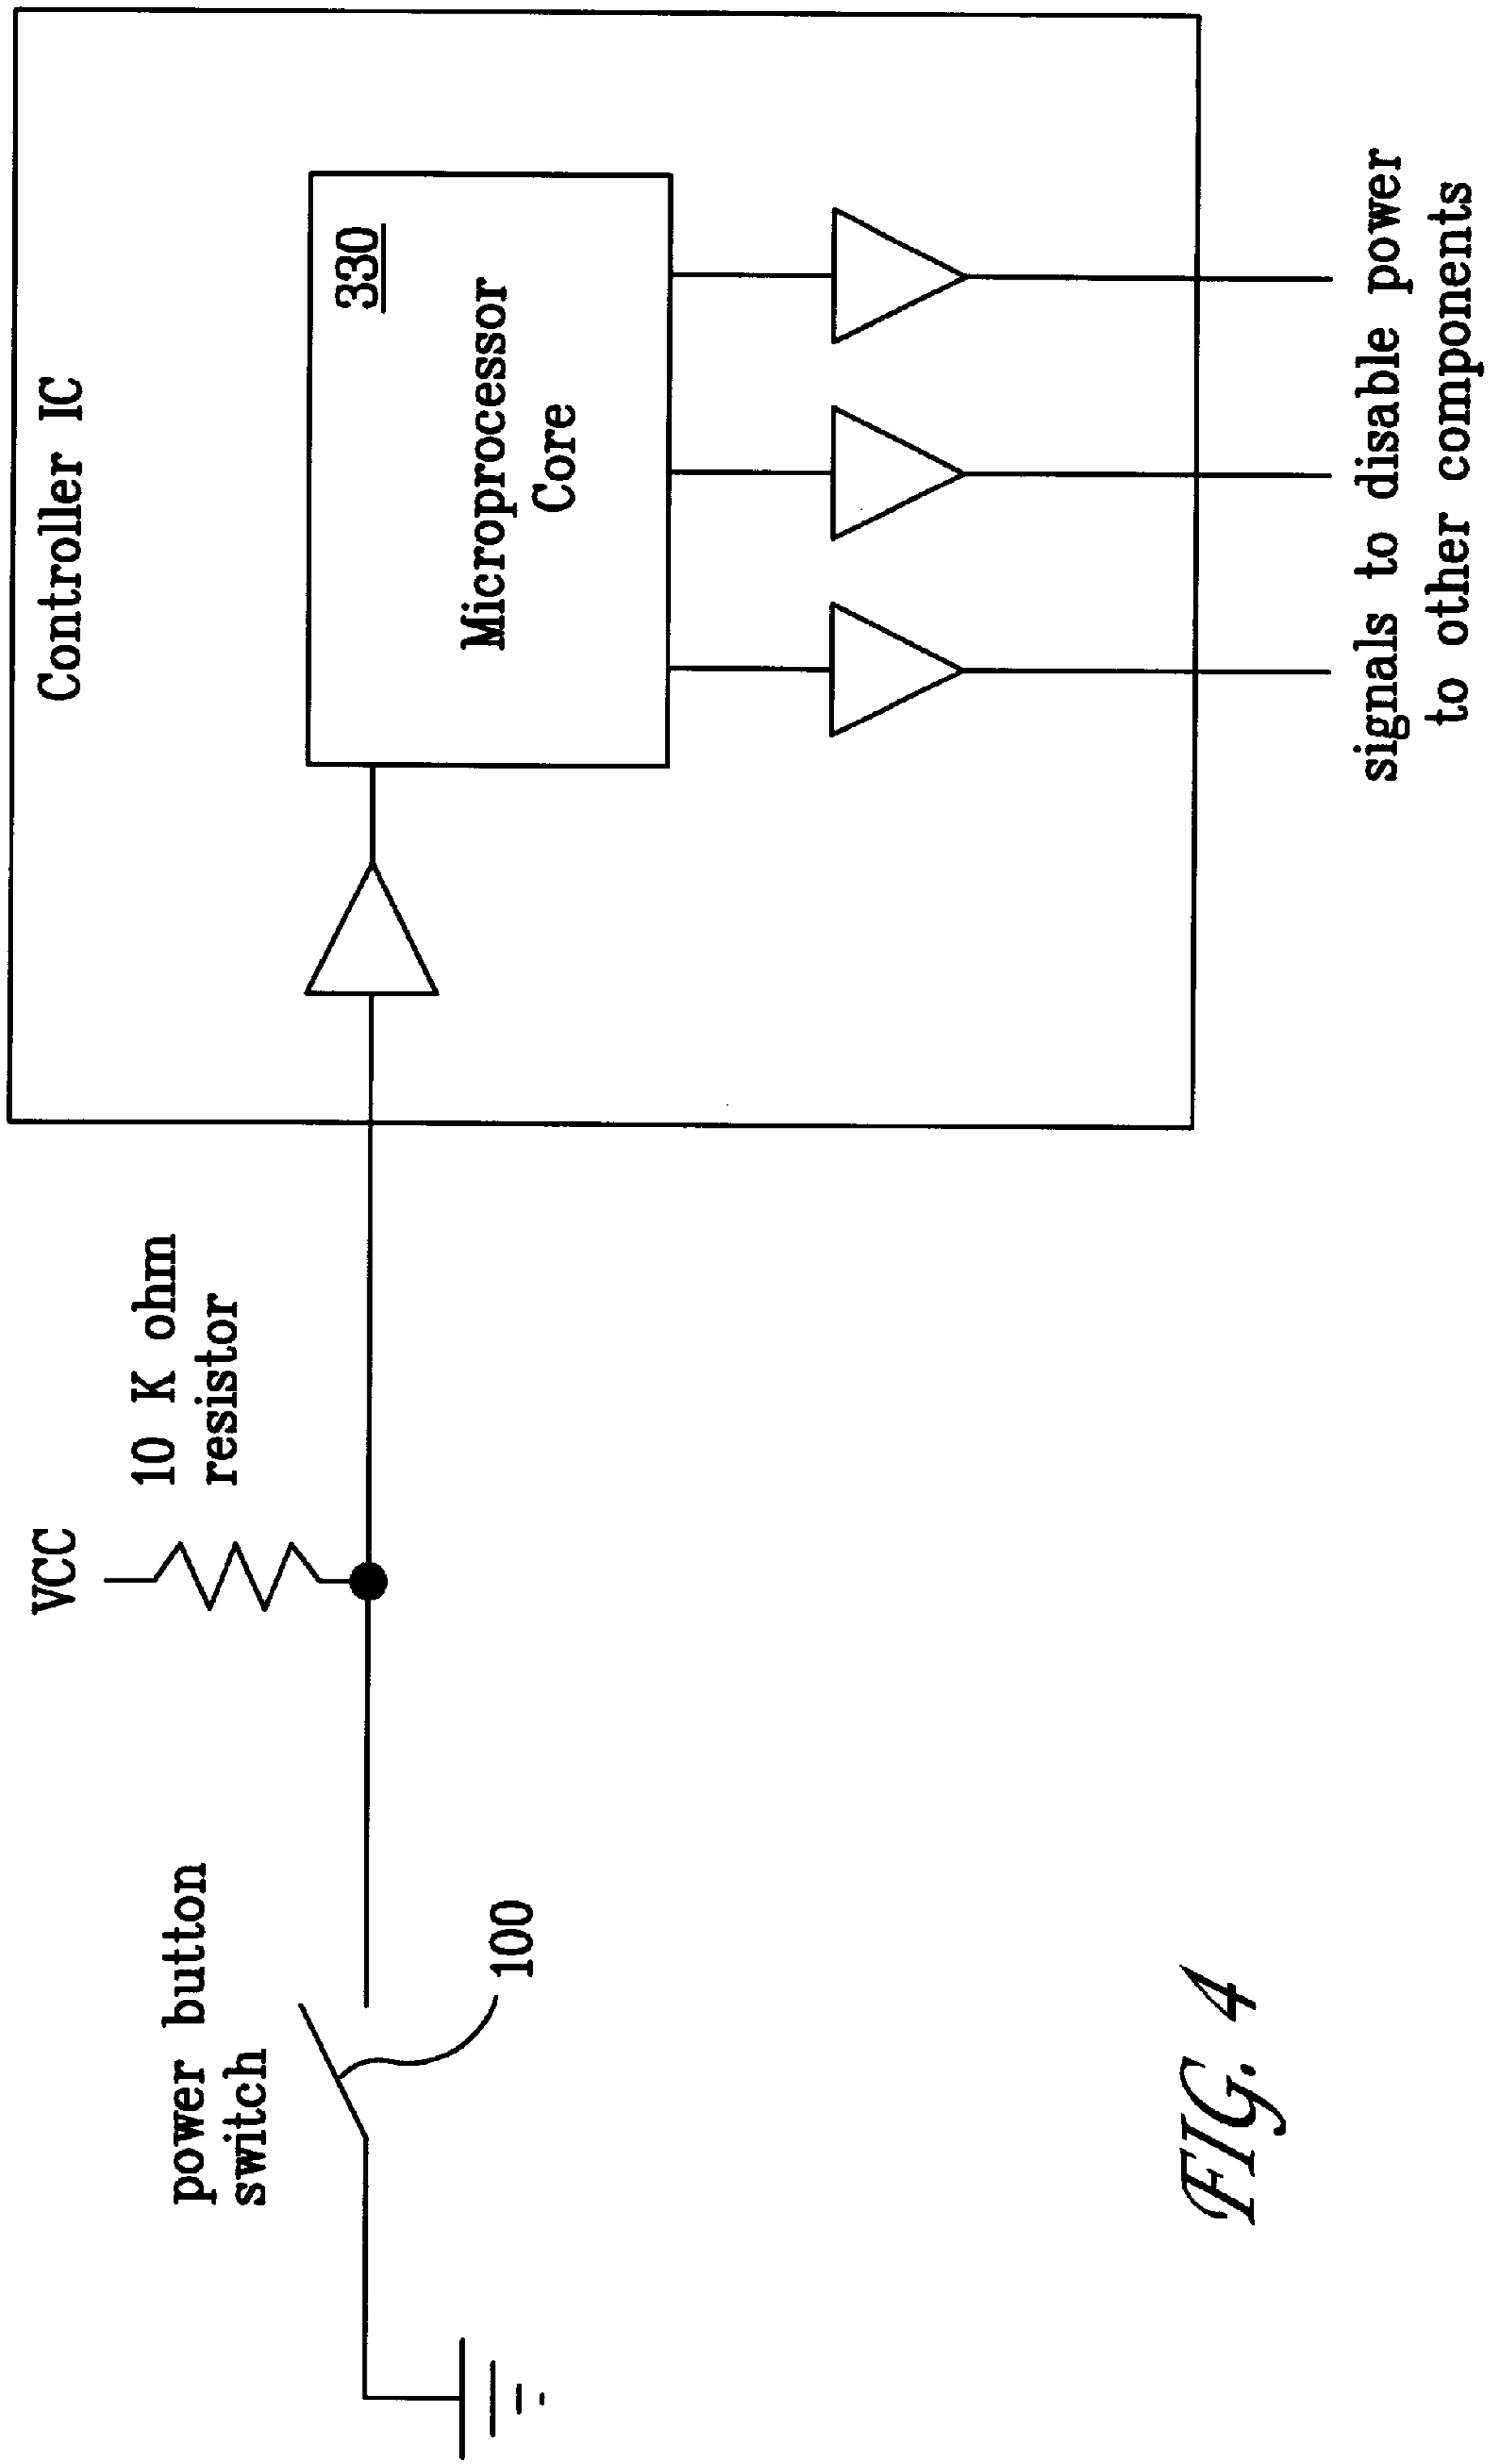 power button
switch
100
VCC
10 K ohm
resistor
Controller IC
330
Microprocessor
Core
signals to disable power
to other components
FIG. 4